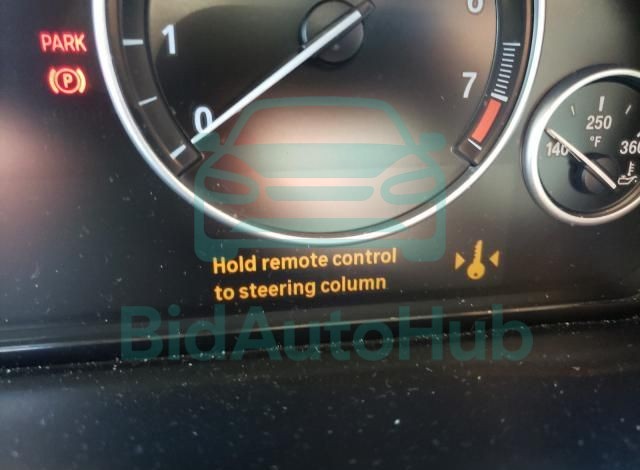 PARK
P
1
0
7
250
°F
140
360
Hold remote control
to steering column
BidAutoHub